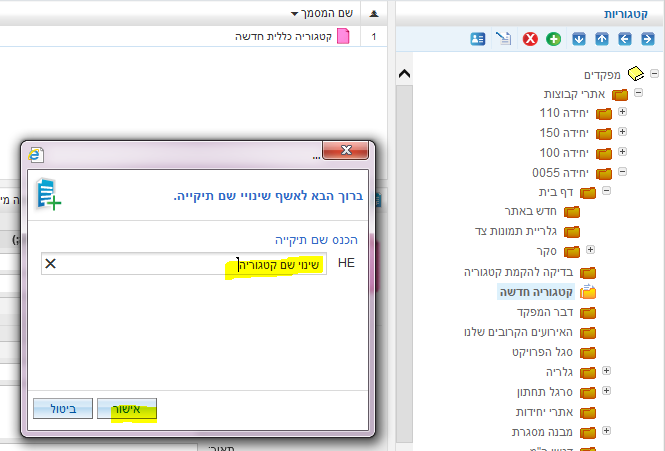 קטגוריות
מפקדים
אתרי קבוצות
יחידה 110
יחידה 150
יחידה 100
יחידה 0055
דף בית
חדש באתר
גלריית תמונות צד
סקר
בדיקה להקמת קטגוריה
קטגוריה חדשה
דבר המפקד
האירועים הקרובים שלנו
סגל הפרויקט
גלריה
סרגל תחתון
אתרי יחידות
מבנה מסגרת
שם המסמך
1 קטגוריה כללית חדשה
...
ברוך הבא לאשף שינויי שם תיקייה.
הכנס שם תיקייה
HE שינוי שם קטגוריה
אישור ביטול
תאור: